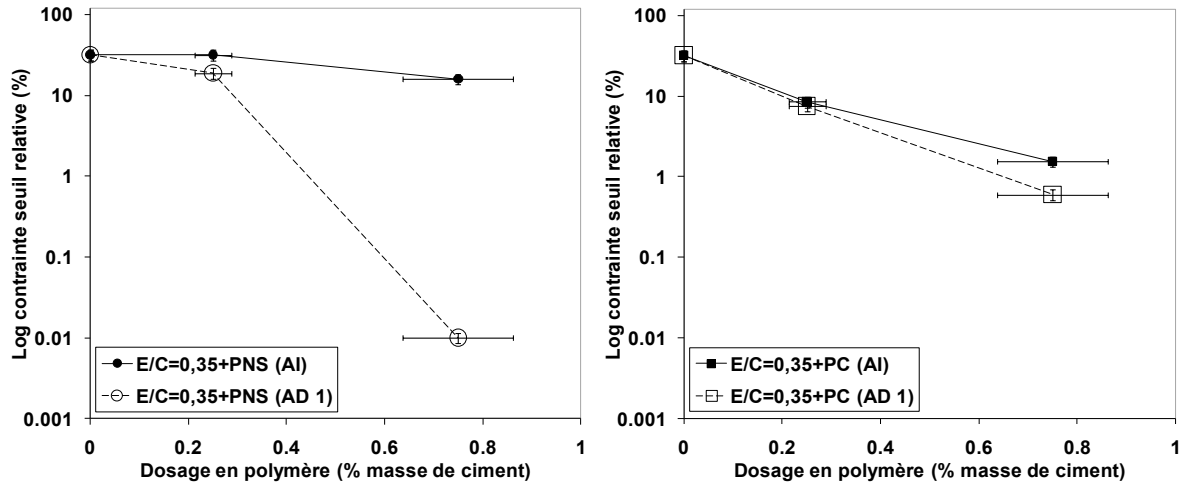 100
10
1
0.1
0.01
0.001
Log contrainte seuil relative (%)
E/C=0,35+PNS (AI)
E/C=0,35+PNS (AD 1)
0 0.2 0.4 0.6 0.8 1
Dosage en polymère (% masse de ciment)
100
10
1
0.1
0.01
0.001
Log contrainte seuil relative (%)
E/C=0,35+PC (AI)
E/C=0,35+PC (AD 1)
0 0.2 0.4 0.6 0.8 1
Dosage en polymère (% masse de ciment)